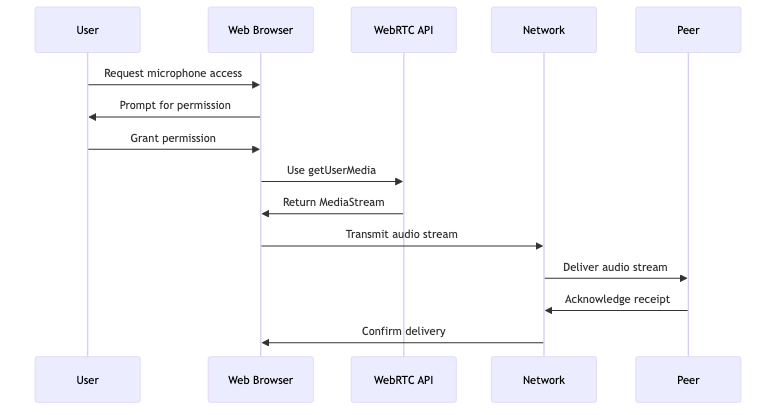 User
Web Browser
WebRTC API
Network
Peer
Request microphone access
Prompt for permission
Grant permission
Use getUserMedia
Return MediaStream
Transmit audio stream
Deliver audio stream
Acknowledge receipt
Confirm delivery
User
Web Browser
WebRTC API
Network
Peer